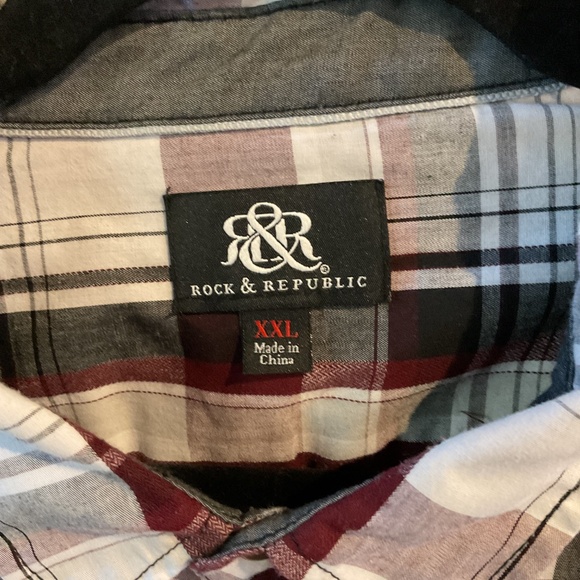 R&R
®
ROCK & REPUBLIC
XXL
Made in
China